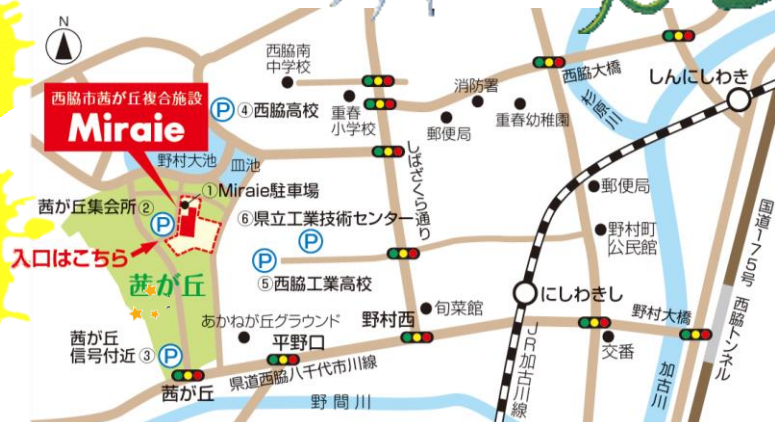 N
西脇南
中学校
西脇大橋
しんにしわき
西脇市茜が丘複合施設
Miraie
P ④西脇高校
重春
小学校
消防署
郵便局
重春幼稚園
杉原川
野村大池
皿池
しばざくら通り
①Miraie駐車場
茜が丘集会所②
P
⑥県立工業技術センター
P
郵便局
野村町
公民館
国道175号
西脇トンネル
入口はこちら
P
⑤西脇工業高校
茜が丘
にしわきし
旬菜館
野村西
あかねが丘グラウンド
平野口
野村大橋
茜が丘
信号付近③
P
交番
県道西脇八千代市川線
JR加古川線
加古川
茜が丘
野間川